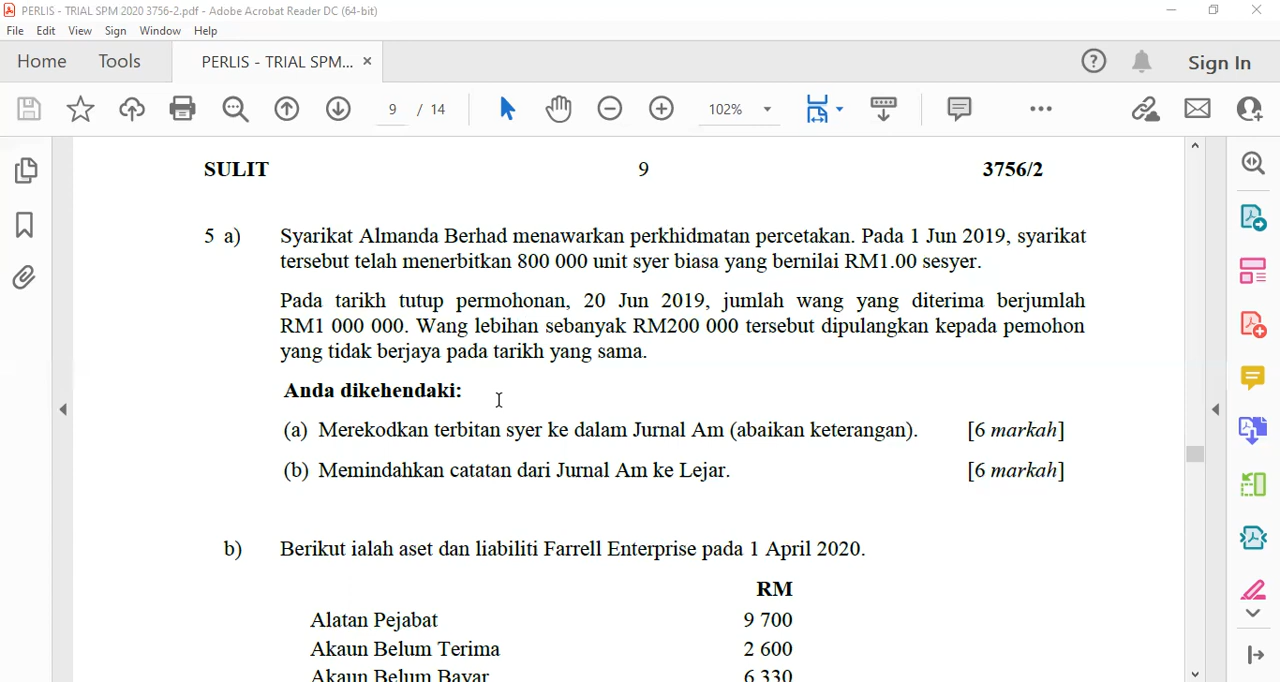 PERLIS - TRIAL SPM 2020 3756-2.pdf - Adobe Acrobat Reader DC (64-bit)
File Edit View Sign Window Help
Home Tools PERLIS - TRIAL SPM... × Sign In
9 / 14 102%
SULIT 9 3756/2
5 a) Syarikat Almanda Berhad menawarkan perkhidmatan percetakan. Pada 1 Jun 2019, syarikat
tersebut telah menerbitkan 800 000 unit syer biasa yang bernilai RM1.00 sesyer.
Pada tarikh tutup permohonan, 20 Jun 2019, jumlah wang yang diterima berjumlah
RM1 000 000. Wang lebihan sebanyak RM200 000 tersebut dipulangkan kepada pemohon
yang tidak berjaya pada tarikh yang sama.
Anda dikehendaki:
(a) Merekodkan terbitan syer ke dalam Jurnal Am (abaikan keterangan). [6 markah]
(b) Memindahkan catatan dari Jurnal Am ke Lejar. [6 markah]
b) Berikut ialah aset dan liabiliti Farrell Enterprise pada 1 April 2020.
RM
Alatan Pejabat 9 700
Akaun Belum Terima 2 600
Akaun Belum Bayar 6 330